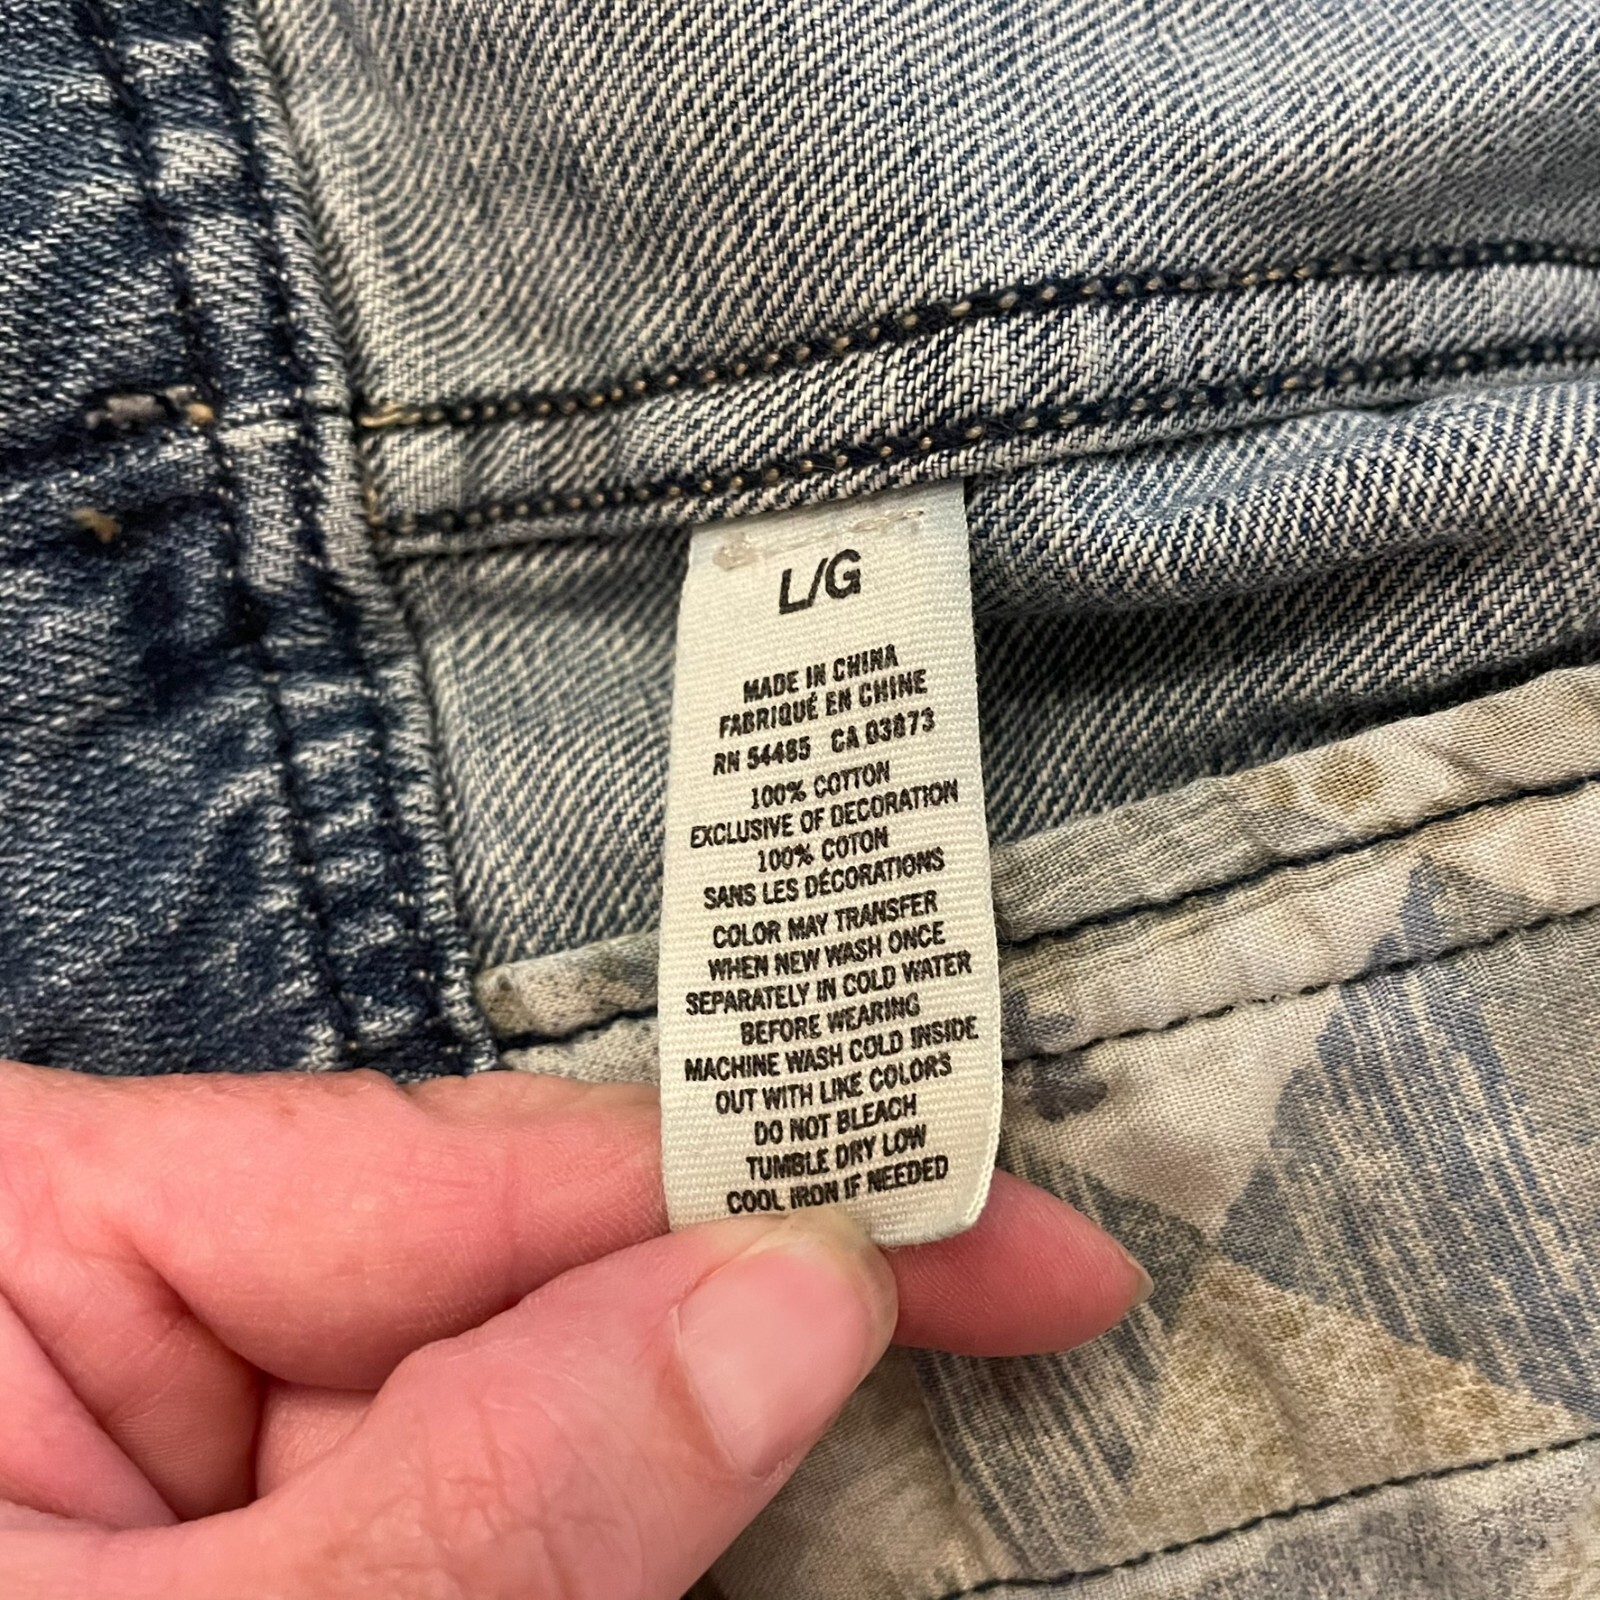 L/G
MADE IN CHINA
FABRIQUÉ EN CHINE
RN 54485 CA 03873
100% COTTON
EXCLUSIVE OF DECORATION
100% COTON
SANS LES DÉCORATIONS
COLOR MAY TRANSFER
WHEN NEW WASH ONCE
SEPARATELY IN COLD WATER
BEFORE WEARING
MACHINE WASH COLD INSIDE
OUT WITH LIKE COLORS
DO NOT BLEACH
TUMBLE DRY LOW
COOL IRON IF NEEDED